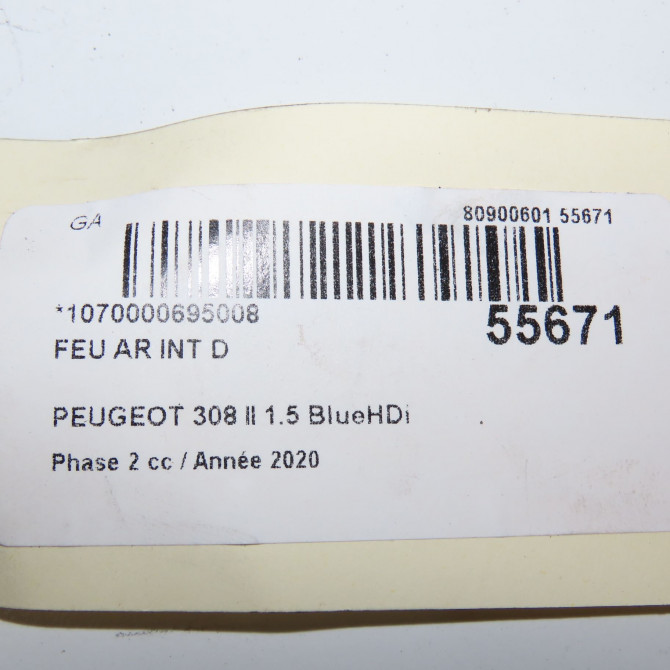 GA
80900601 55671
*1070000695008
55671
FEU AR INT D
PEUGEOT 308 II 1.5 BlueHDi
Phase 2 cc / Année 2020